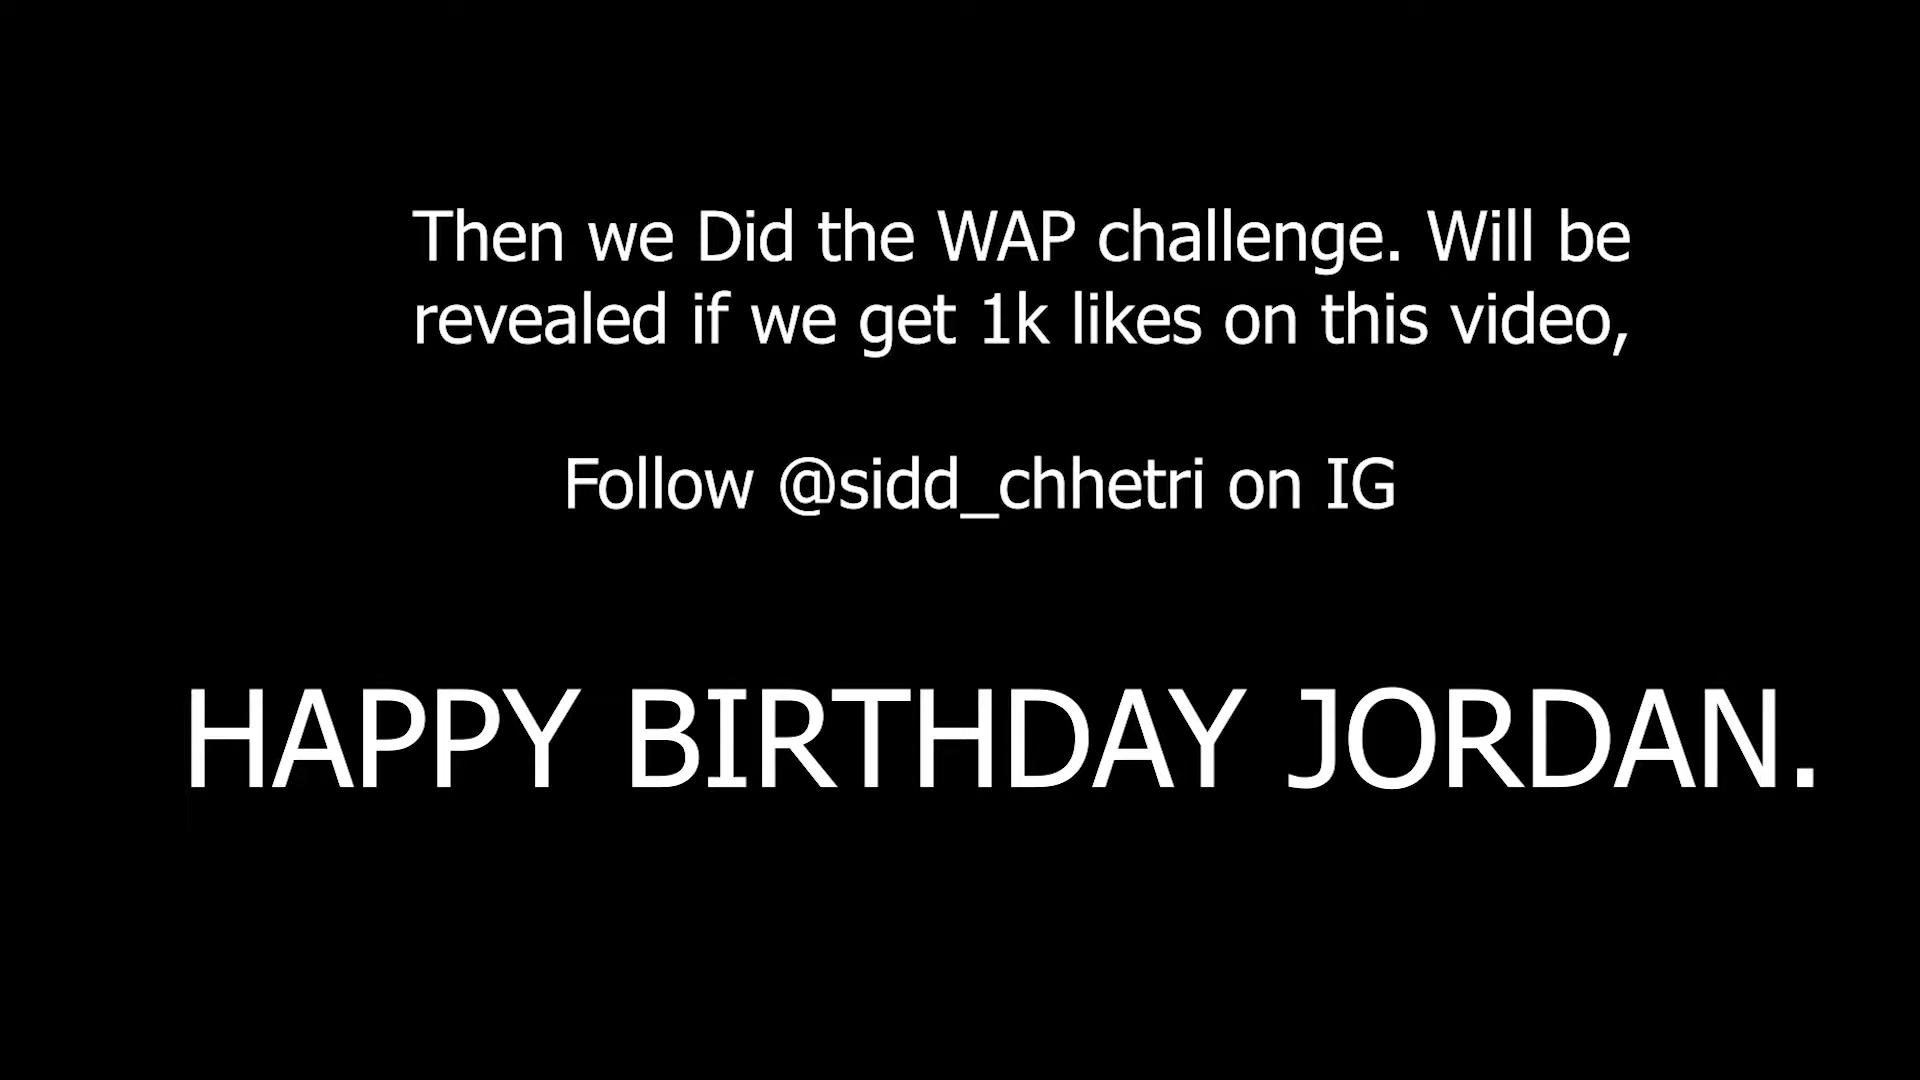 Then we Did the WAP challenge. Will be
revealed if we get 1k likes on this video,
Follow @sidd_chhetri on IG
HAPPY BIRTHDAY JORDAN.